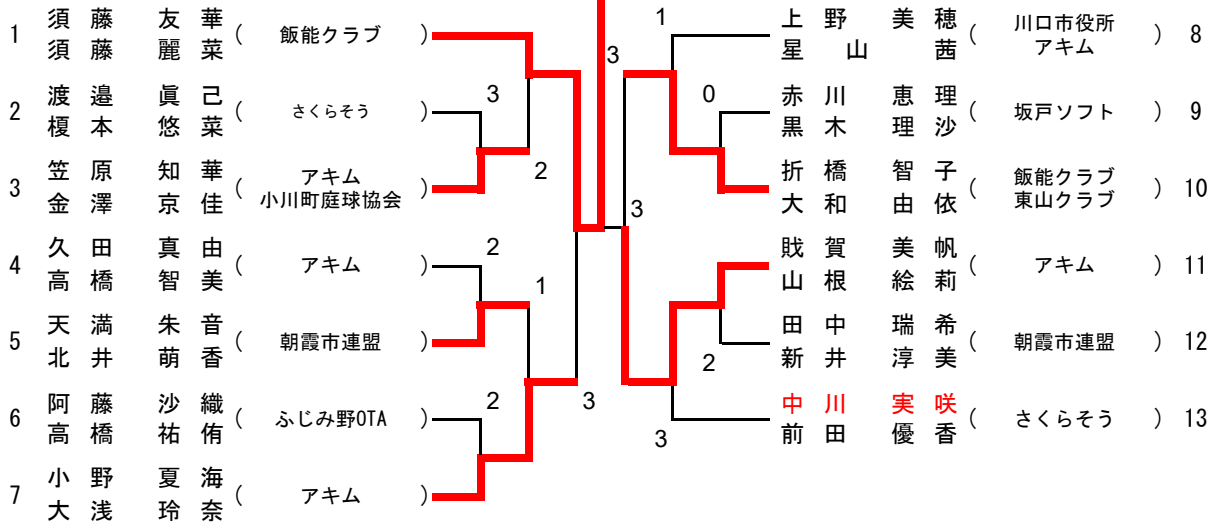 1 須藤 友華 ( 飯能クラブ )
須藤 麗菜
2 渡邉 眞己 ( さくらそう )
榎本 悠菜
3 笠原 知華 ( アキム )
金澤 京佳 小川町庭球協会
4 久田 真由 ( アキム )
高橋 智美
5 天満 朱音 ( 朝霞市連盟 )
北井 萌香
6 阿藤 沙織 ( ふじみ野OTA )
高橋 祐侑
7 小野 夏海 ( アキム )
大浅 玲奈
3
2
2
1
2
3
3
3
1
0
2
3
上野 美穂 ( 川口市役所 ) 8
星山 茜 アキム
赤川 恵理 ( 坂戸ソフト ) 9
黒木 理沙
折橋 智子 ( 飯能クラブ ) 10
大和 由依 東山クラブ
戝賀 美帆 ( アキム ) 11
山根 絵莉
田中 瑞希 ( 朝霞市連盟 ) 12
新井 淳美
中川 実咲 ( さくらそう ) 13
前田 優香